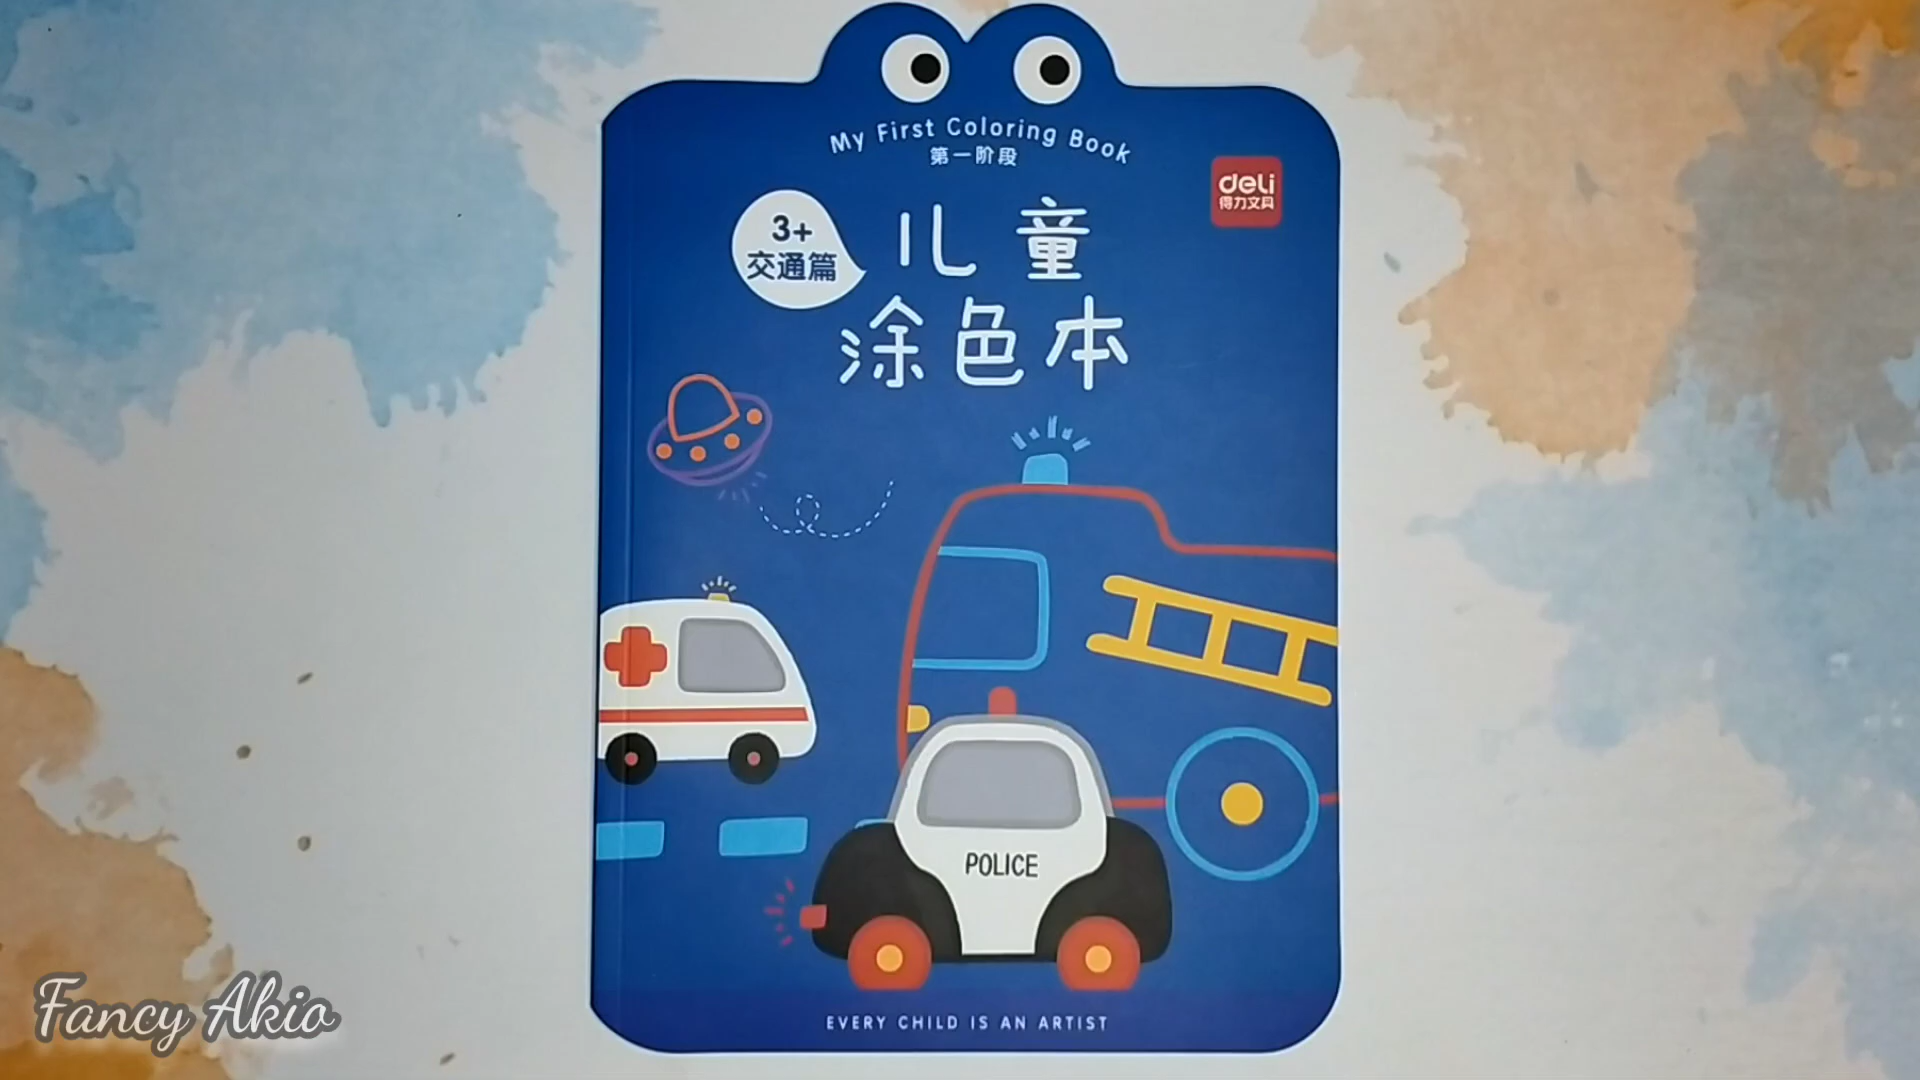 My First Coloring Book
第一阶段
deli
得力文具
3+
交通篇
儿童
涂色本
POLICE
EVERY CHILD IS AN ARTIST
Fancy Akio